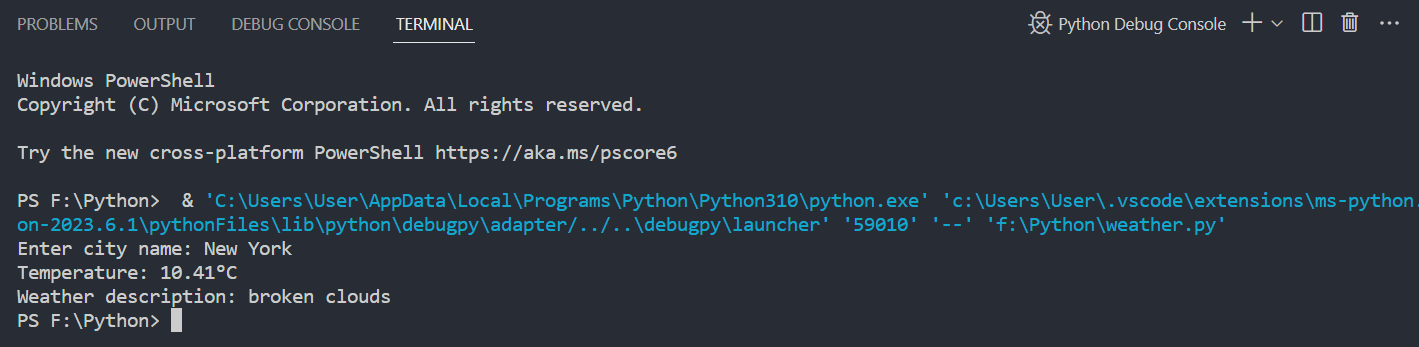 PROBLEMS OUTPUT DEBUG CONSOLE TERMINAL Python Debug Console
Windows PowerShell
Copyright (C) Microsoft Corporation. All rights reserved.
Try the new cross-platform PowerShell https://aka.ms/pscore6
PS F:\Python>  & 'C:\Users\User\AppData\Local\Programs\Python\Python310\python.exe' 'c:\Users\User\.vscode\extensions\ms-python.
on-2023.6.1\pythonFiles\lib\python\debugpy\adapter/../..\debugpy\launcher' '59010' '--' 'f:\Python\weather.py'
Enter city name: New York
Temperature: 10.41°C
Weather description: broken clouds
PS F:\Python>